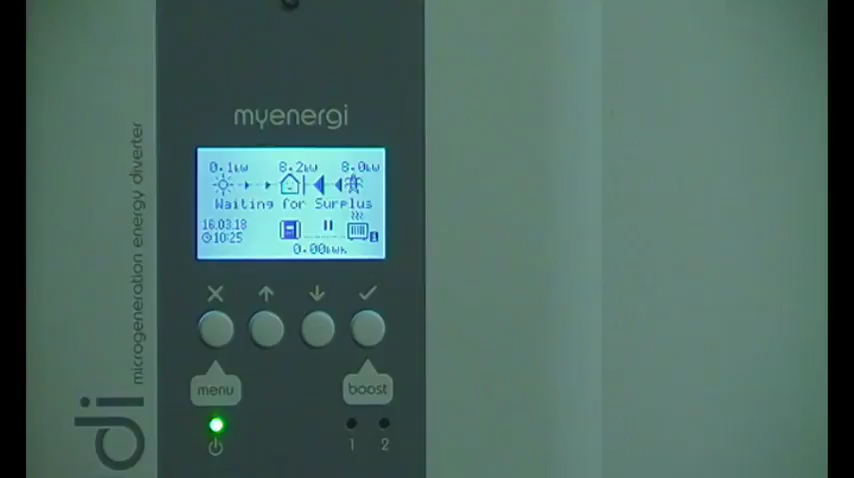 myenergi
0.1kW 8.2kW 8.0kW
Waiting for Surplus
16.03.18
10:25
0.00kWh
menu
boost
1 2
di microgeneration energy diverter